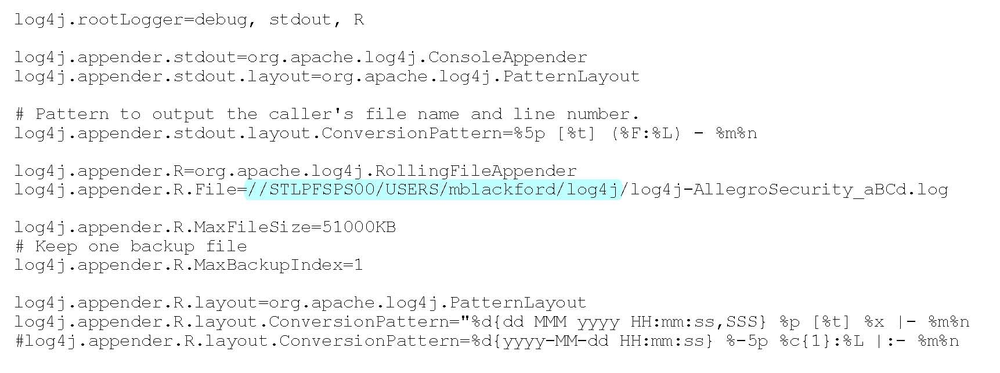 log4j.rootLogger=debug, stdout, R
log4j.appender.stdout=org.apache.log4j.ConsoleAppender
log4j.appender.stdout.layout=org.apache.log4j.PatternLayout
# Pattern to output the caller's file name and line number.
log4j.appender.stdout.layout.ConversionPattern=%5p [%t] (%F:%L) - %m%n
log4j.appender.R=org.apache.log4j.RollingFileAppender
log4j.appender.R.File=//STLPFSPS00/USERS/mblackford/log4j/log4j-AllegroSecurity_aBCd.log
log4j.appender.R.MaxFileSize=51000KB
# Keep one backup file
log4j.appender.R.MaxBackupIndex=1
log4j.appender.R.layout=org.apache.log4j.PatternLayout
log4j.appender.R.layout.ConversionPattern="%d{dd MMM yyyy HH:mm:ss,SSS} %p [%t] %x |- %m%n
#log4j.appender.R.layout.ConversionPattern=%d{yyyy-MM-dd HH:mm:ss} %-5p %c{1}:%L |:- %m%n